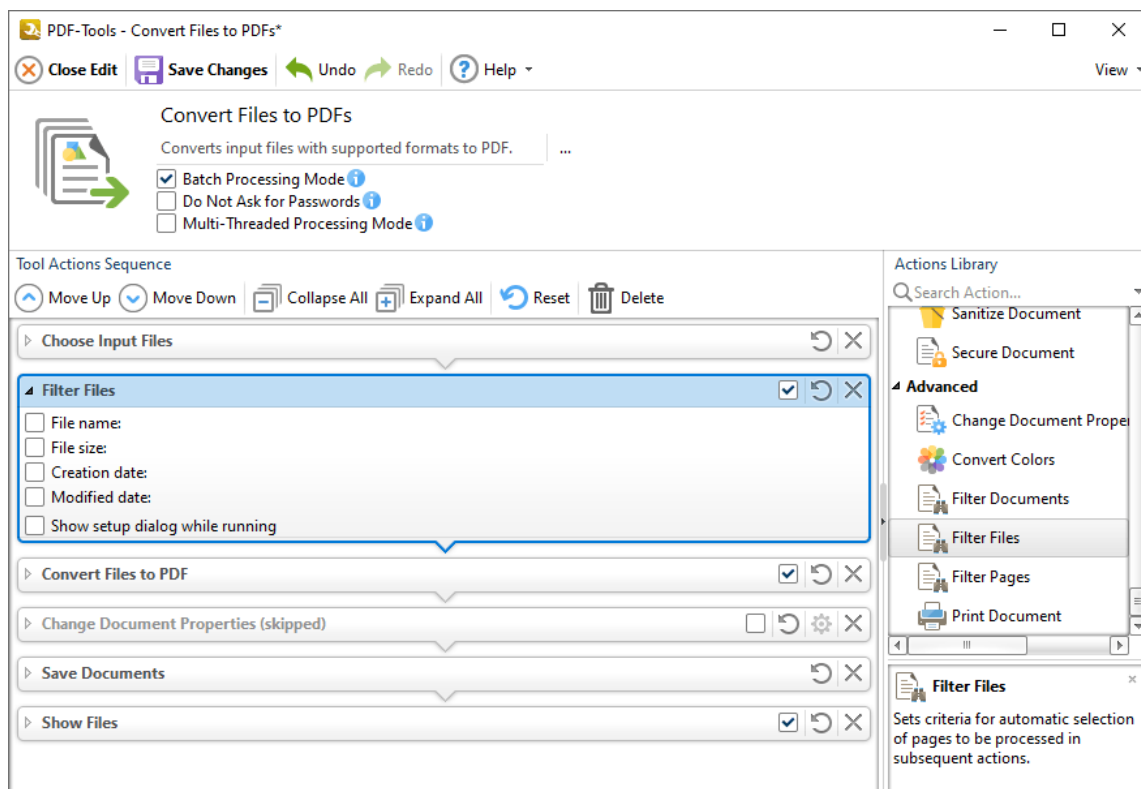 PDF-Tools - Convert Files to PDFs*
Close Edit Save Changes Undo Redo Help View
Convert Files to PDFs
Converts input files with supported formats to PDF. ...
Batch Processing Mode
Do Not Ask for Passwords
Multi-Threaded Processing Mode
Tool Actions Sequence
Move Up Move Down Collapse All Expand All Reset Delete
Choose Input Files
Filter Files
File name:
File size:
Creation date:
Modified date:
Show setup dialog while running
Convert Files to PDF
Change Document Properties (skipped)
Save Documents
Show Files
Actions Library
Search Action...
Sanitize Document
Secure Document
Advanced
Change Document Proper
Convert Colors
Filter Documents
Filter Files
Filter Pages
Print Document
Filter Files
Sets criteria for automatic selection
of pages to be processed in
subsequent actions.